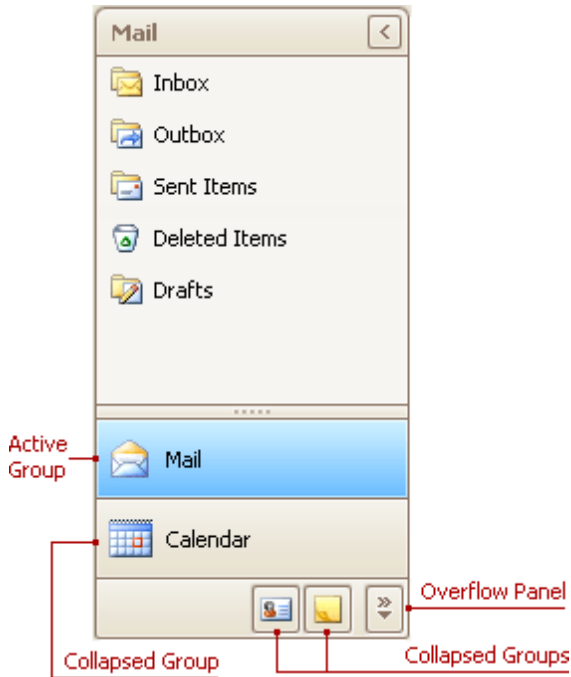 Mail
Inbox
Outbox
Sent Items
Deleted Items
Drafts
Active
Group
Mail
Calendar
Overflow Panel
Collapsed Group
Collapsed Groups